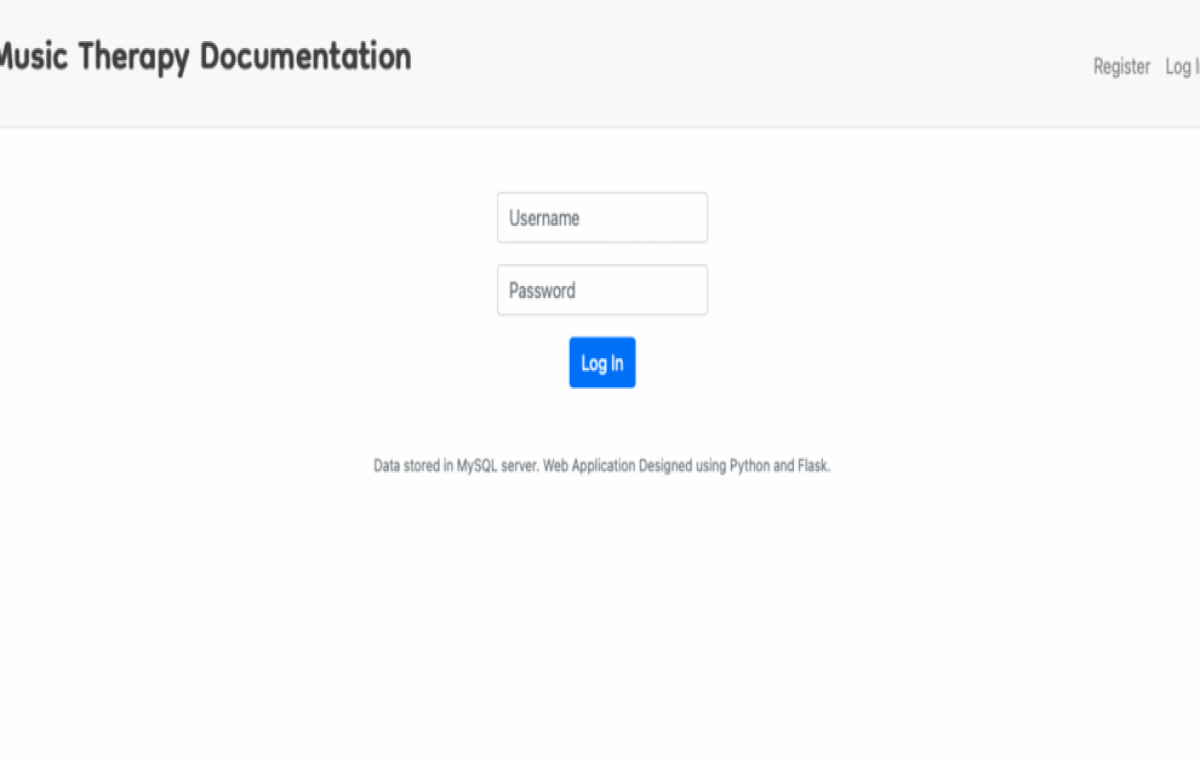 Music Therapy Documentation
Register Log I
Username
Password
Log In
Data stored in MySQL server. Web Application Designed using Python and Flask.